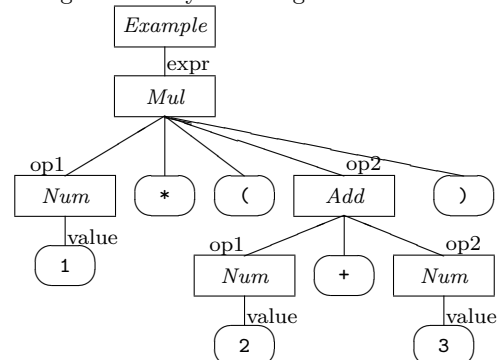 Example
expr
Mul
op1 op2
Num * ( Add )
value
1
op1 op2
Num + Num
value value
2 3